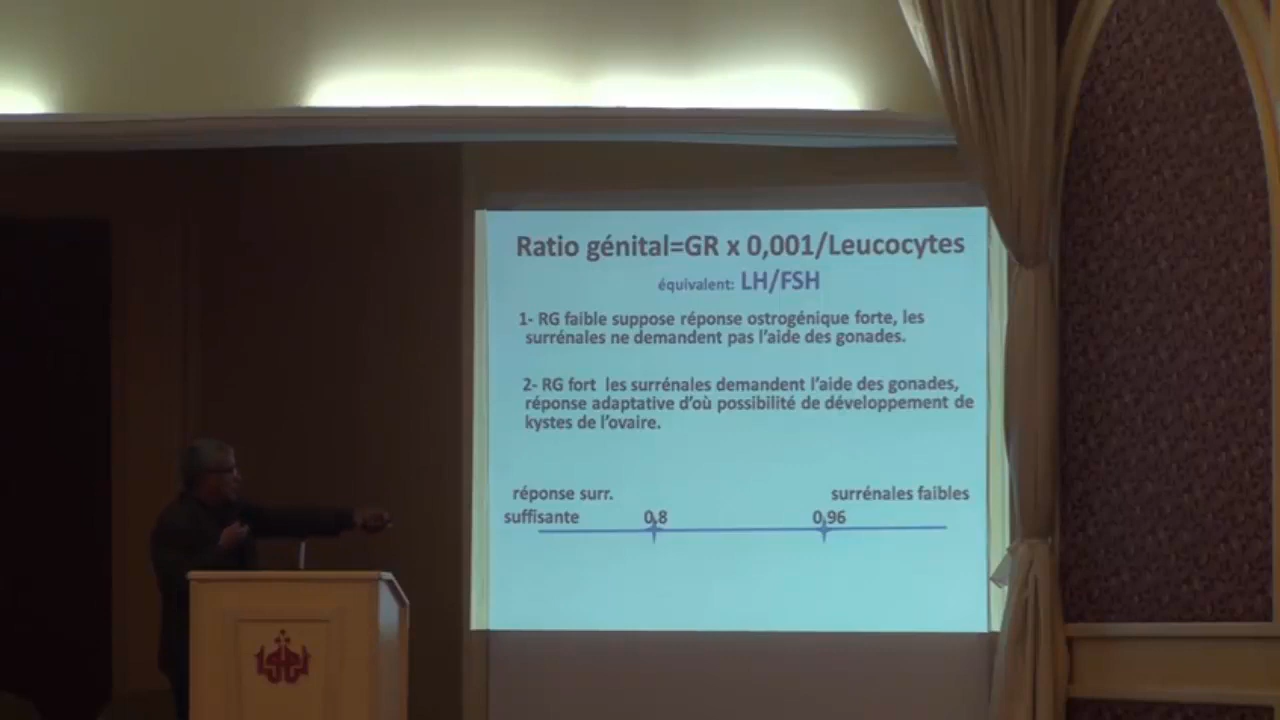 Ratio génital=GR x 0,001/Leucocytes
équivalent: LH/FSH
1- RG faible suppose réponse ostrogénique forte, les
surrénales ne demandent pas l'aide des gonades.
2- RG fort les surrénales demandent l'aide des gonades,
réponse adaptative d'où possibilité de développement de
kystes de l'ovaire.
réponse surr. surrénales faibles
suffisante 0,8 0,96